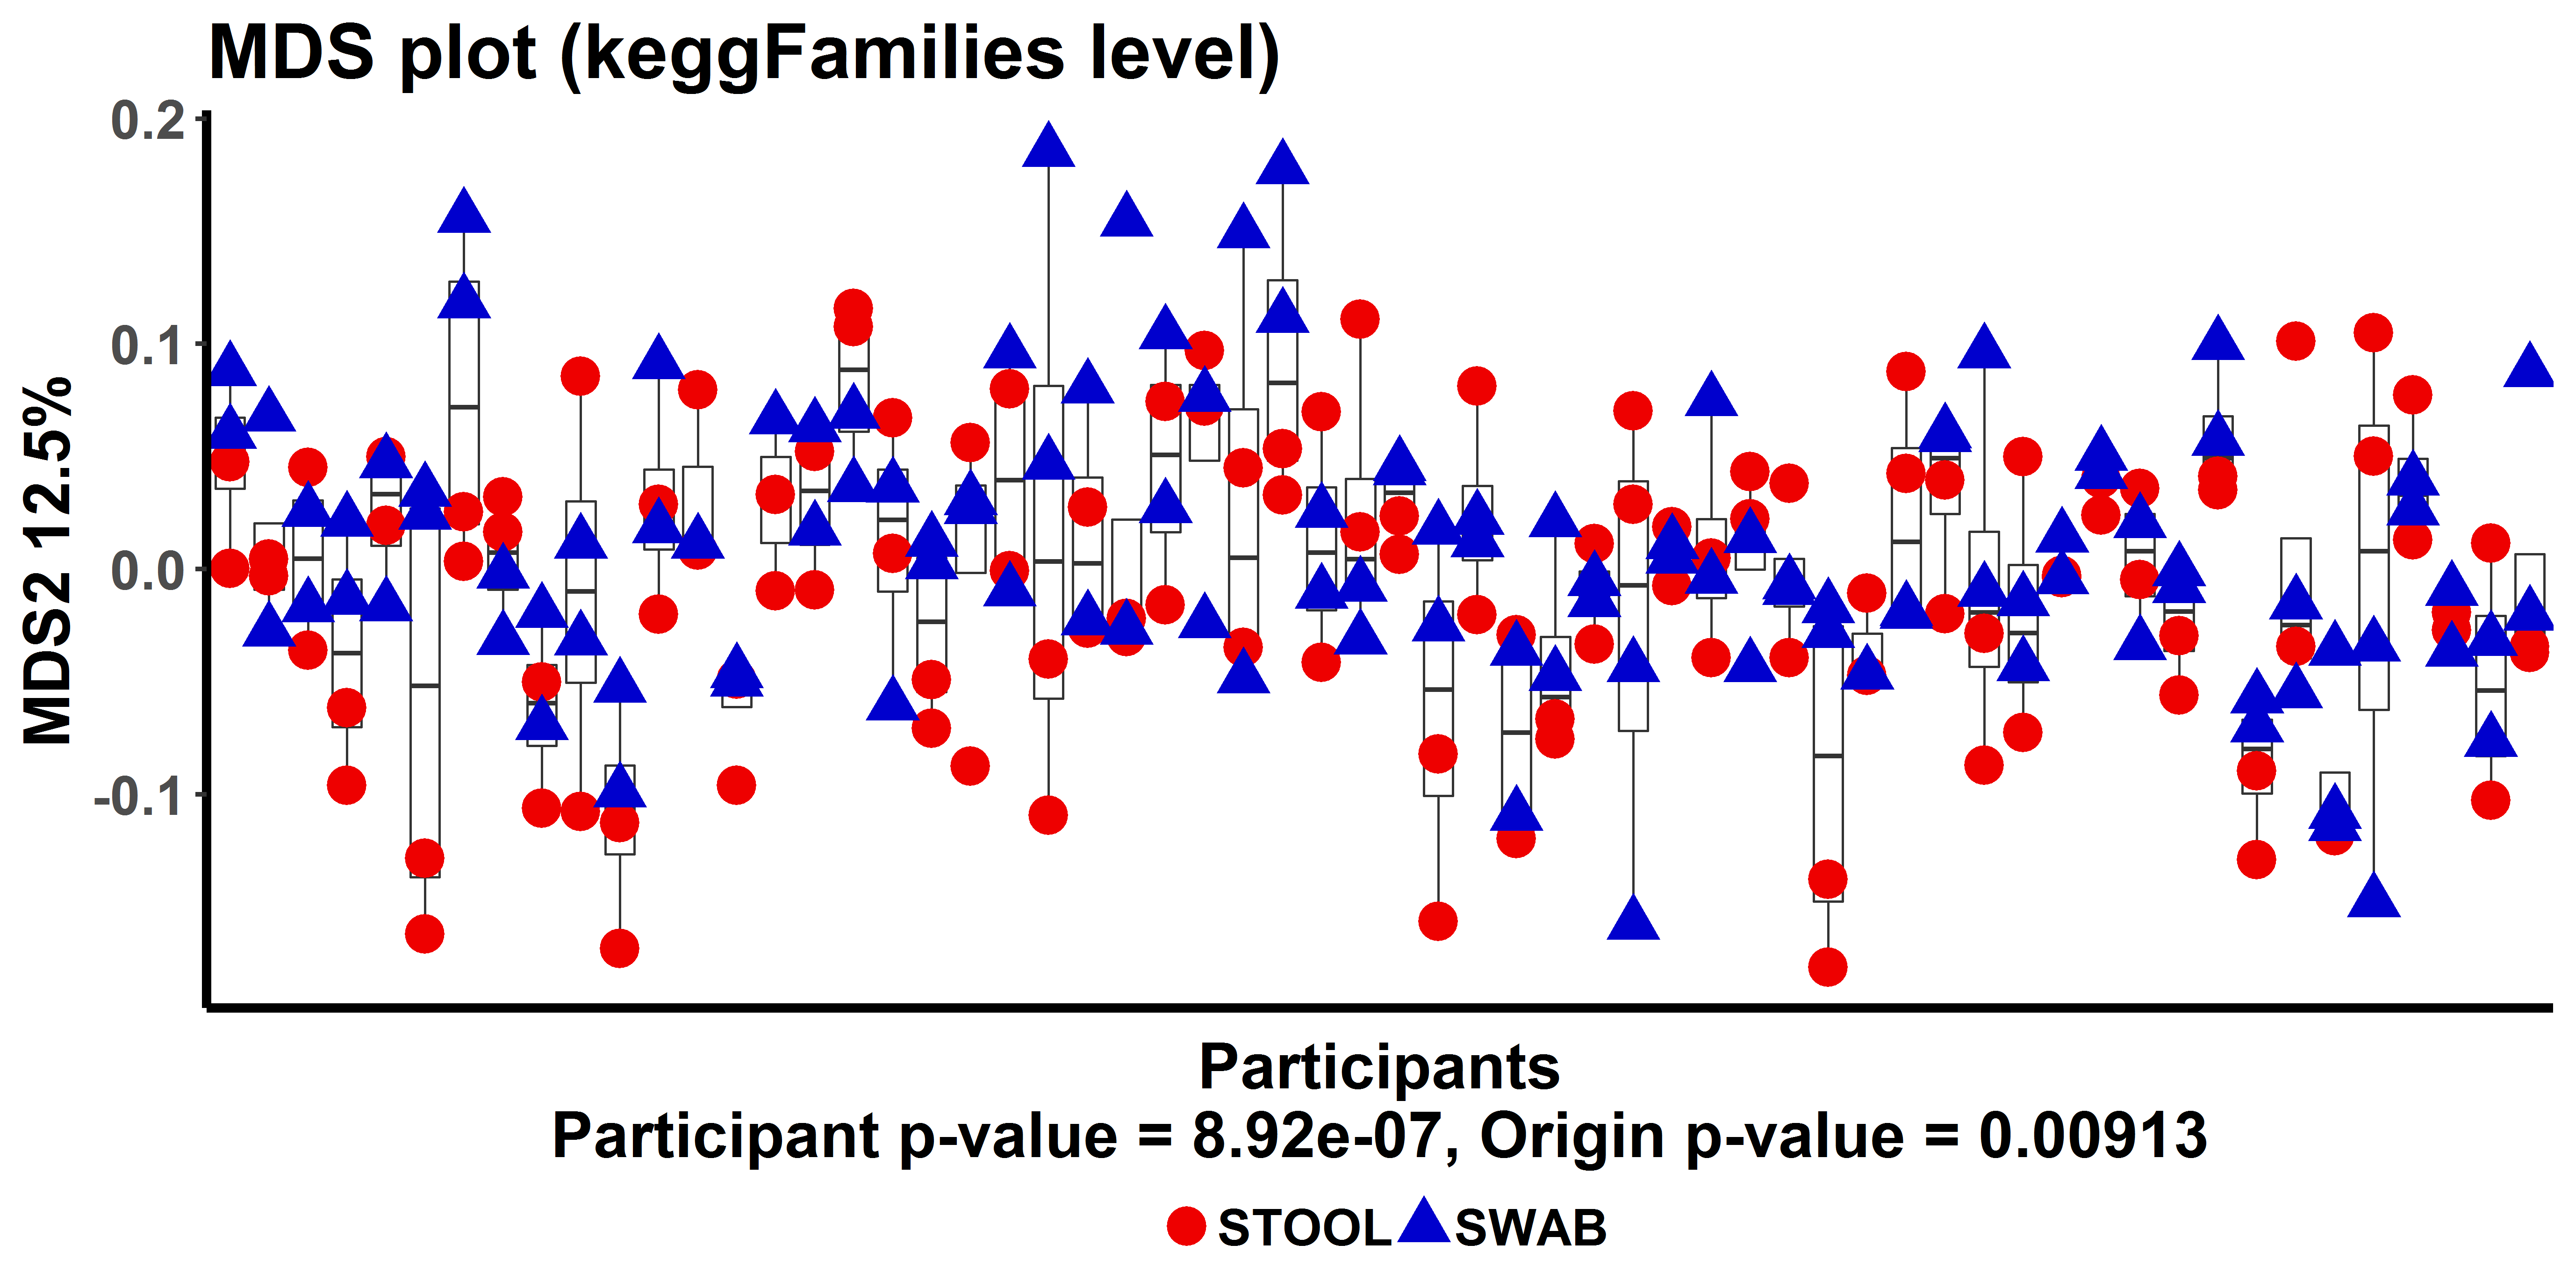 MDS plot (keggFamilies level)
MDS2 12.5%
0.2
0.1
0.0
-0.1
Participants
Participant p-value = 8.92e-07, Origin p-value = 0.00913
STOOL SWAB